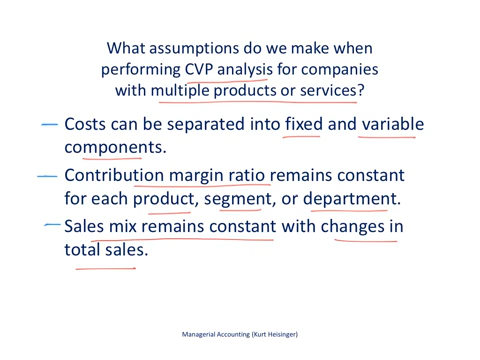 What assumptions do we make when
performing CVP analysis for companies
with multiple products or services?
— Costs can be separated into fixed and variable
components.
— Contribution margin ratio remains constant
for each product, segment, or department.
— Sales mix remains constant with changes in
total sales.
Managerial Accounting (Kurt Heisinger)